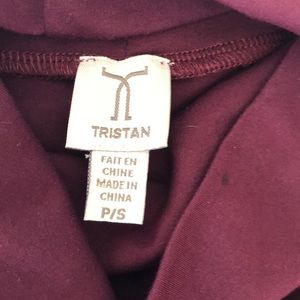 TRISTAN
FAIT EN
CHINE
MADE IN
CHINA
P/S